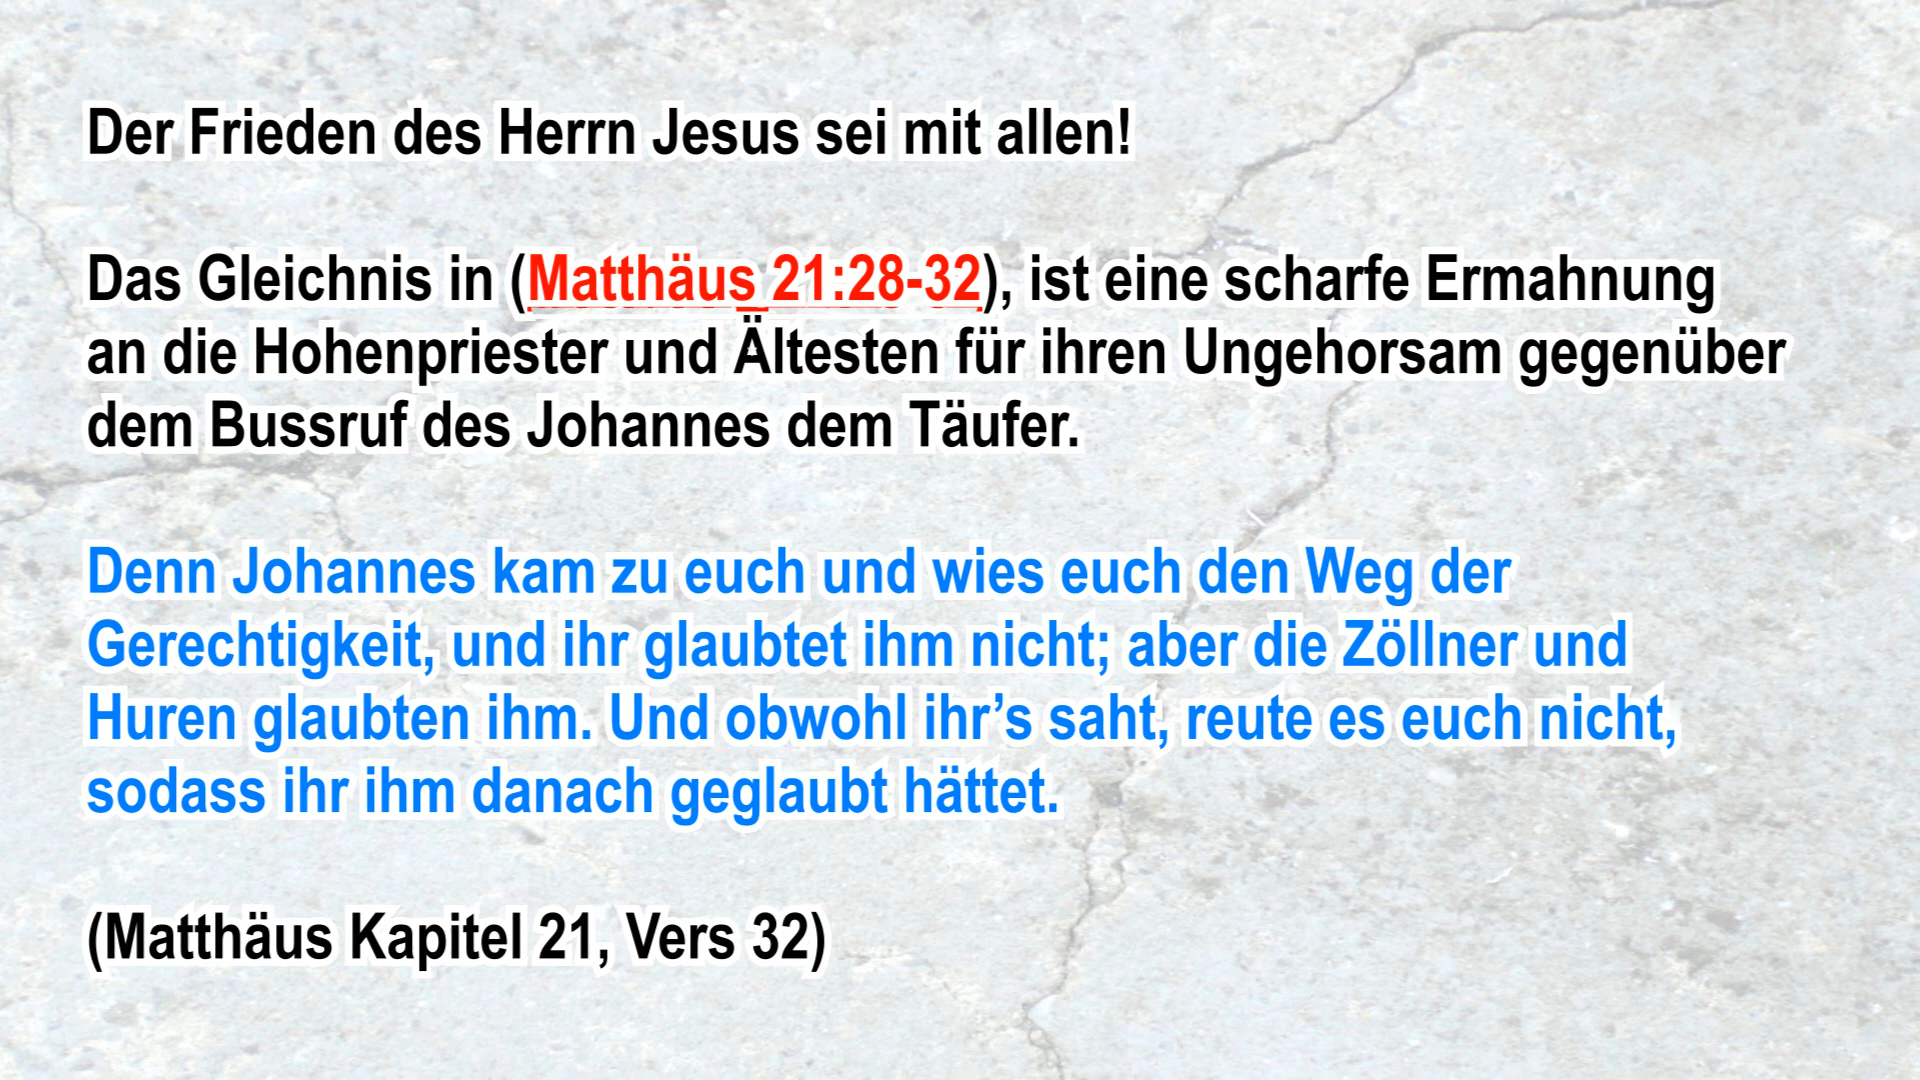 Der Frieden des Herrn Jesus sei mit allen!
Das Gleichnis in (Matthäus 21:28-32), ist eine scharfe Ermahnung
an die Hohenpriester und Ältesten für ihren Ungehorsam gegenüber
dem Bussruf des Johannes dem Täufer.
Denn Johannes kam zu euch und wies euch den Weg der
Gerechtigkeit, und ihr glaubtet ihm nicht; aber die Zöllner und
Huren glaubten ihm. Und obwohl ihr’s saht, reute es euch nicht,
sodass ihr ihm danach geglaubt hättet.
(Matthäus Kapitel 21, Vers 32)